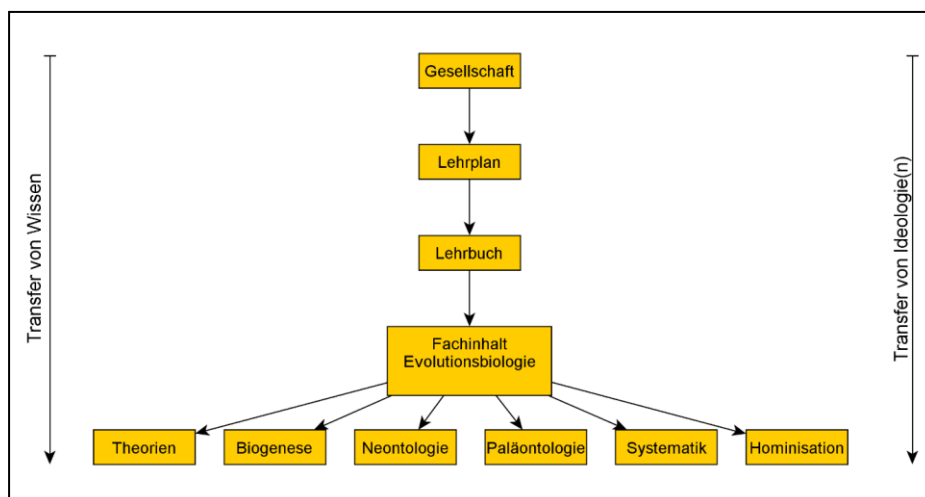 Gesellschaft
Lehrplan
Lehrbuch
Fachinhalt
Evolutionsbiologie
Theorien
Biogenese
Neontologie
Paläontologie
Systematik
Hominisation
Transfer von Wissen
Transfer von Ideologie(n)